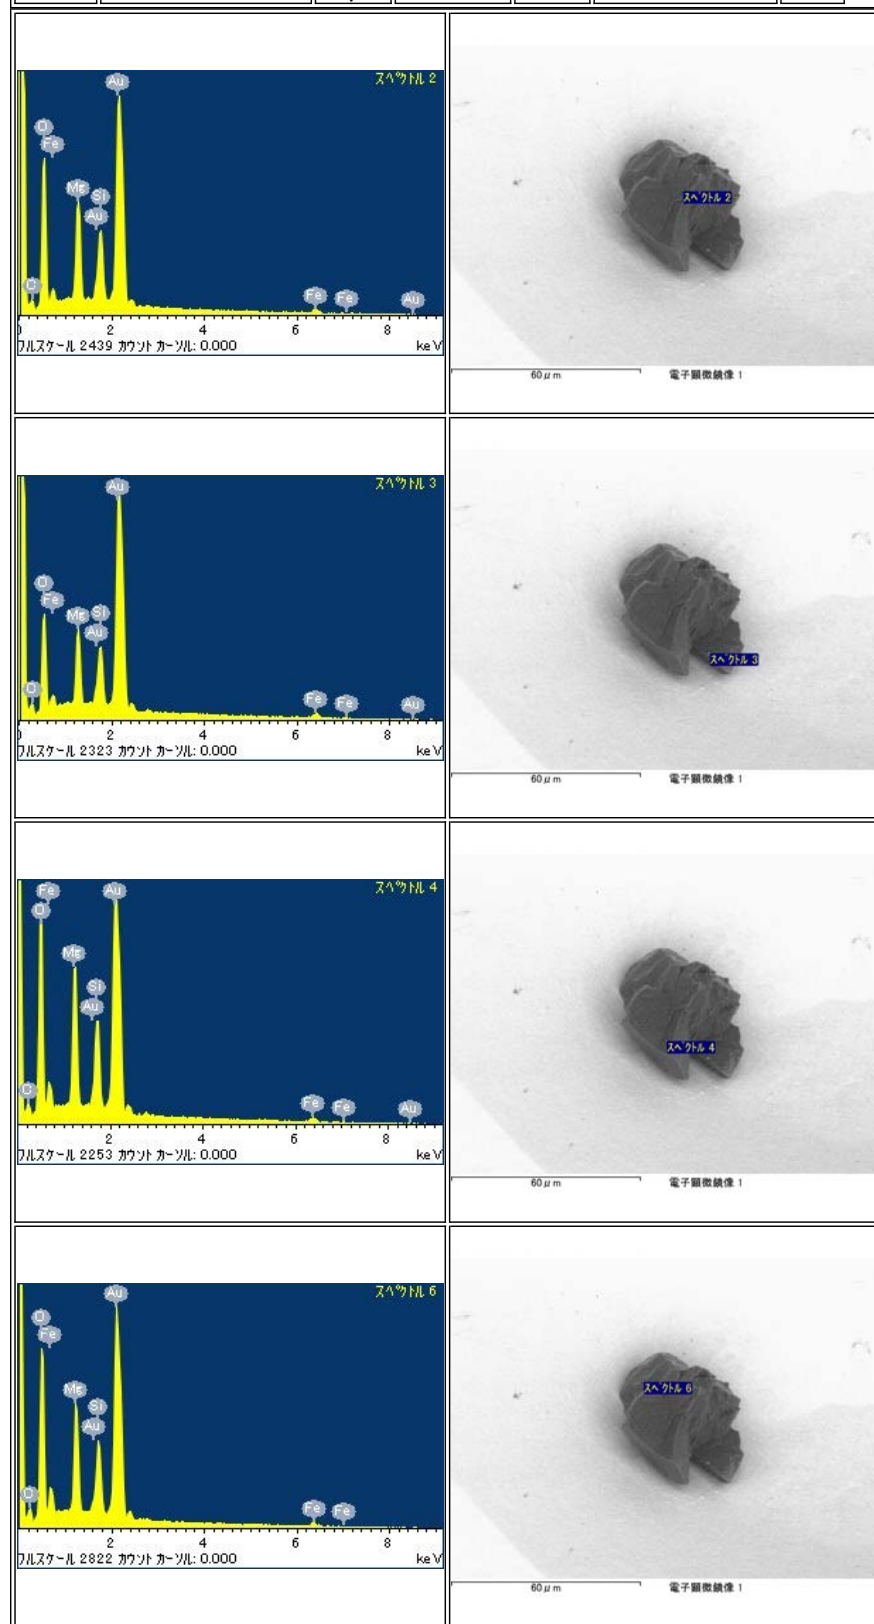 スペクトル 2
Au
O
Fe
Mg
Si
Au
C
Fe
Fe
Au
2
4
6
8
フルスケール 2439 カウント カーソル: 0.000
keV
スペクトル 2
60μm
電子顕微鏡像 1
スペクトル 3
Au
O
Fe
Mg
Si
Au
Fe
Fe
Au
2
4
6
8
フルスケール 2323 カウント カーソル: 0.000
keV
スペクトル 3
60μm
電子顕微鏡像 1
スペクトル 4
Fe
Au
O
Mg
Si
Au
C
Fe
Fe
Au
2
4
6
8
フルスケール 2253 カウント カーソル: 0.000
keV
スペクトル 4
60μm
電子顕微鏡像 1
スペクトル 6
Au
O
Fe
Mg
Si
Au
Fe
Fe
2
4
6
8
フルスケール 2822 カウント カーソル: 0.000
keV
スペクトル 6
60μm
電子顕微鏡像 1